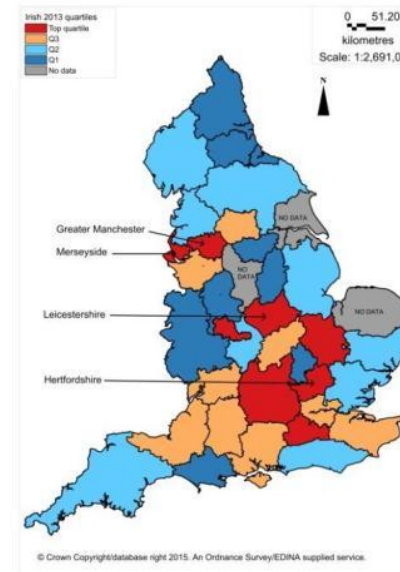 Irish 2013 quartiles
Top quartile
Q3
Q2
Q1
No data
0 51.20
kilometres
Scale: 1:2,691,0
N
NO DATA
Greater Manchester
Merseyside
NO
DATA
NO DATA
Leicestershire
Hertfordshire
© Crown Copyright/database right 2015. An Ordnance Survey/EDINA supplied service.